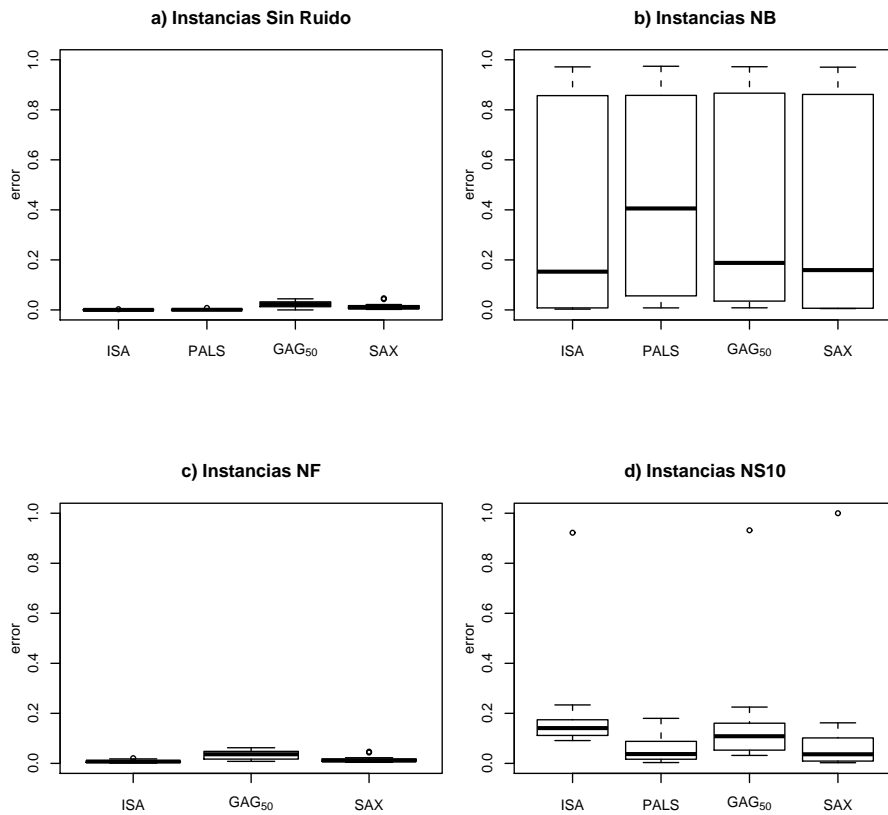 a) Instancias Sin Ruido
error
0.0 0.2 0.4 0.6 0.8 1.0
ISA PALS GAG₅₀ SAX
b) Instancias NB
error
0.0 0.2 0.4 0.6 0.8 1.0
ISA PALS GAG₅₀ SAX
c) Instancias NF
error
0.0 0.2 0.4 0.6 0.8 1.0
ISA GAG₅₀ SAX
d) Instancias NS10
error
0.0 0.2 0.4 0.6 0.8 1.0
ISA PALS GAG₅₀ SAX